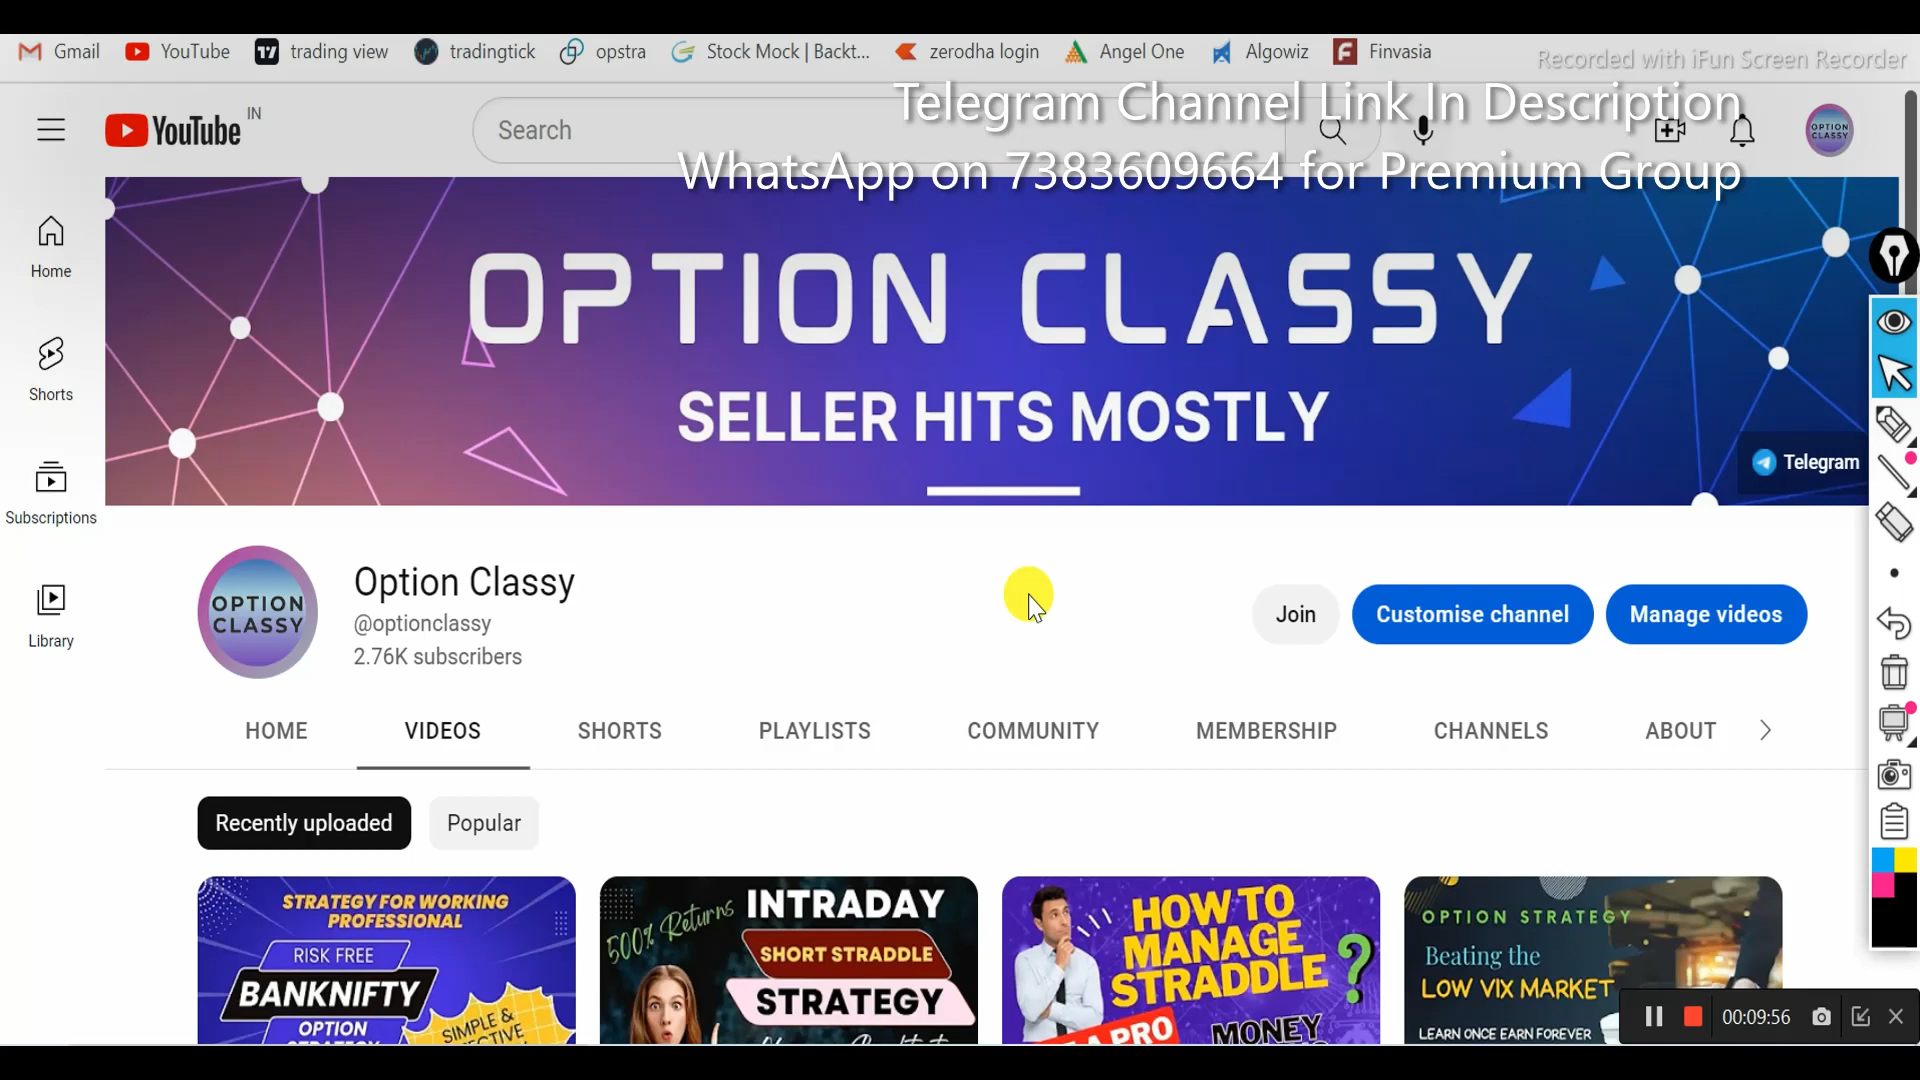 Gmail YouTube trading view tradingtick opstra Stock Mock | Backt... zerodha login Angel One Algowiz Finvasia
Recorded with iFun Screen Recorder
Telegram Channel Link In Description
WhatsApp on 7383609664 for Premium Group
YouTube IN
Search
OPTION CLASSY
Home
Shorts
Subscriptions
Library
OPTION CLASSY
SELLER HITS MOSTLY
Telegram
OPTION
CLASSY
Option Classy
@optionclassy
2.76K subscribers
Join Customise channel Manage videos
HOME VIDEOS SHORTS PLAYLISTS COMMUNITY MEMBERSHIP CHANNELS ABOUT
Recently uploaded Popular
STRATEGY FOR WORKING
PROFESSIONAL
RISK FREE
BANKNIFTY
OPTION
STRATEGY
SIMPLE &
500% Returns
INTRADAY
SHORT STRADDLE
STRATEGY
HOW TO
MANAGE
STRADDLE
?
A PRO
MONEY
OPTION STRATEGY
Beating the
LOW VIX MARKET
LEARN ONCE EARN FOREVER
00:09:56